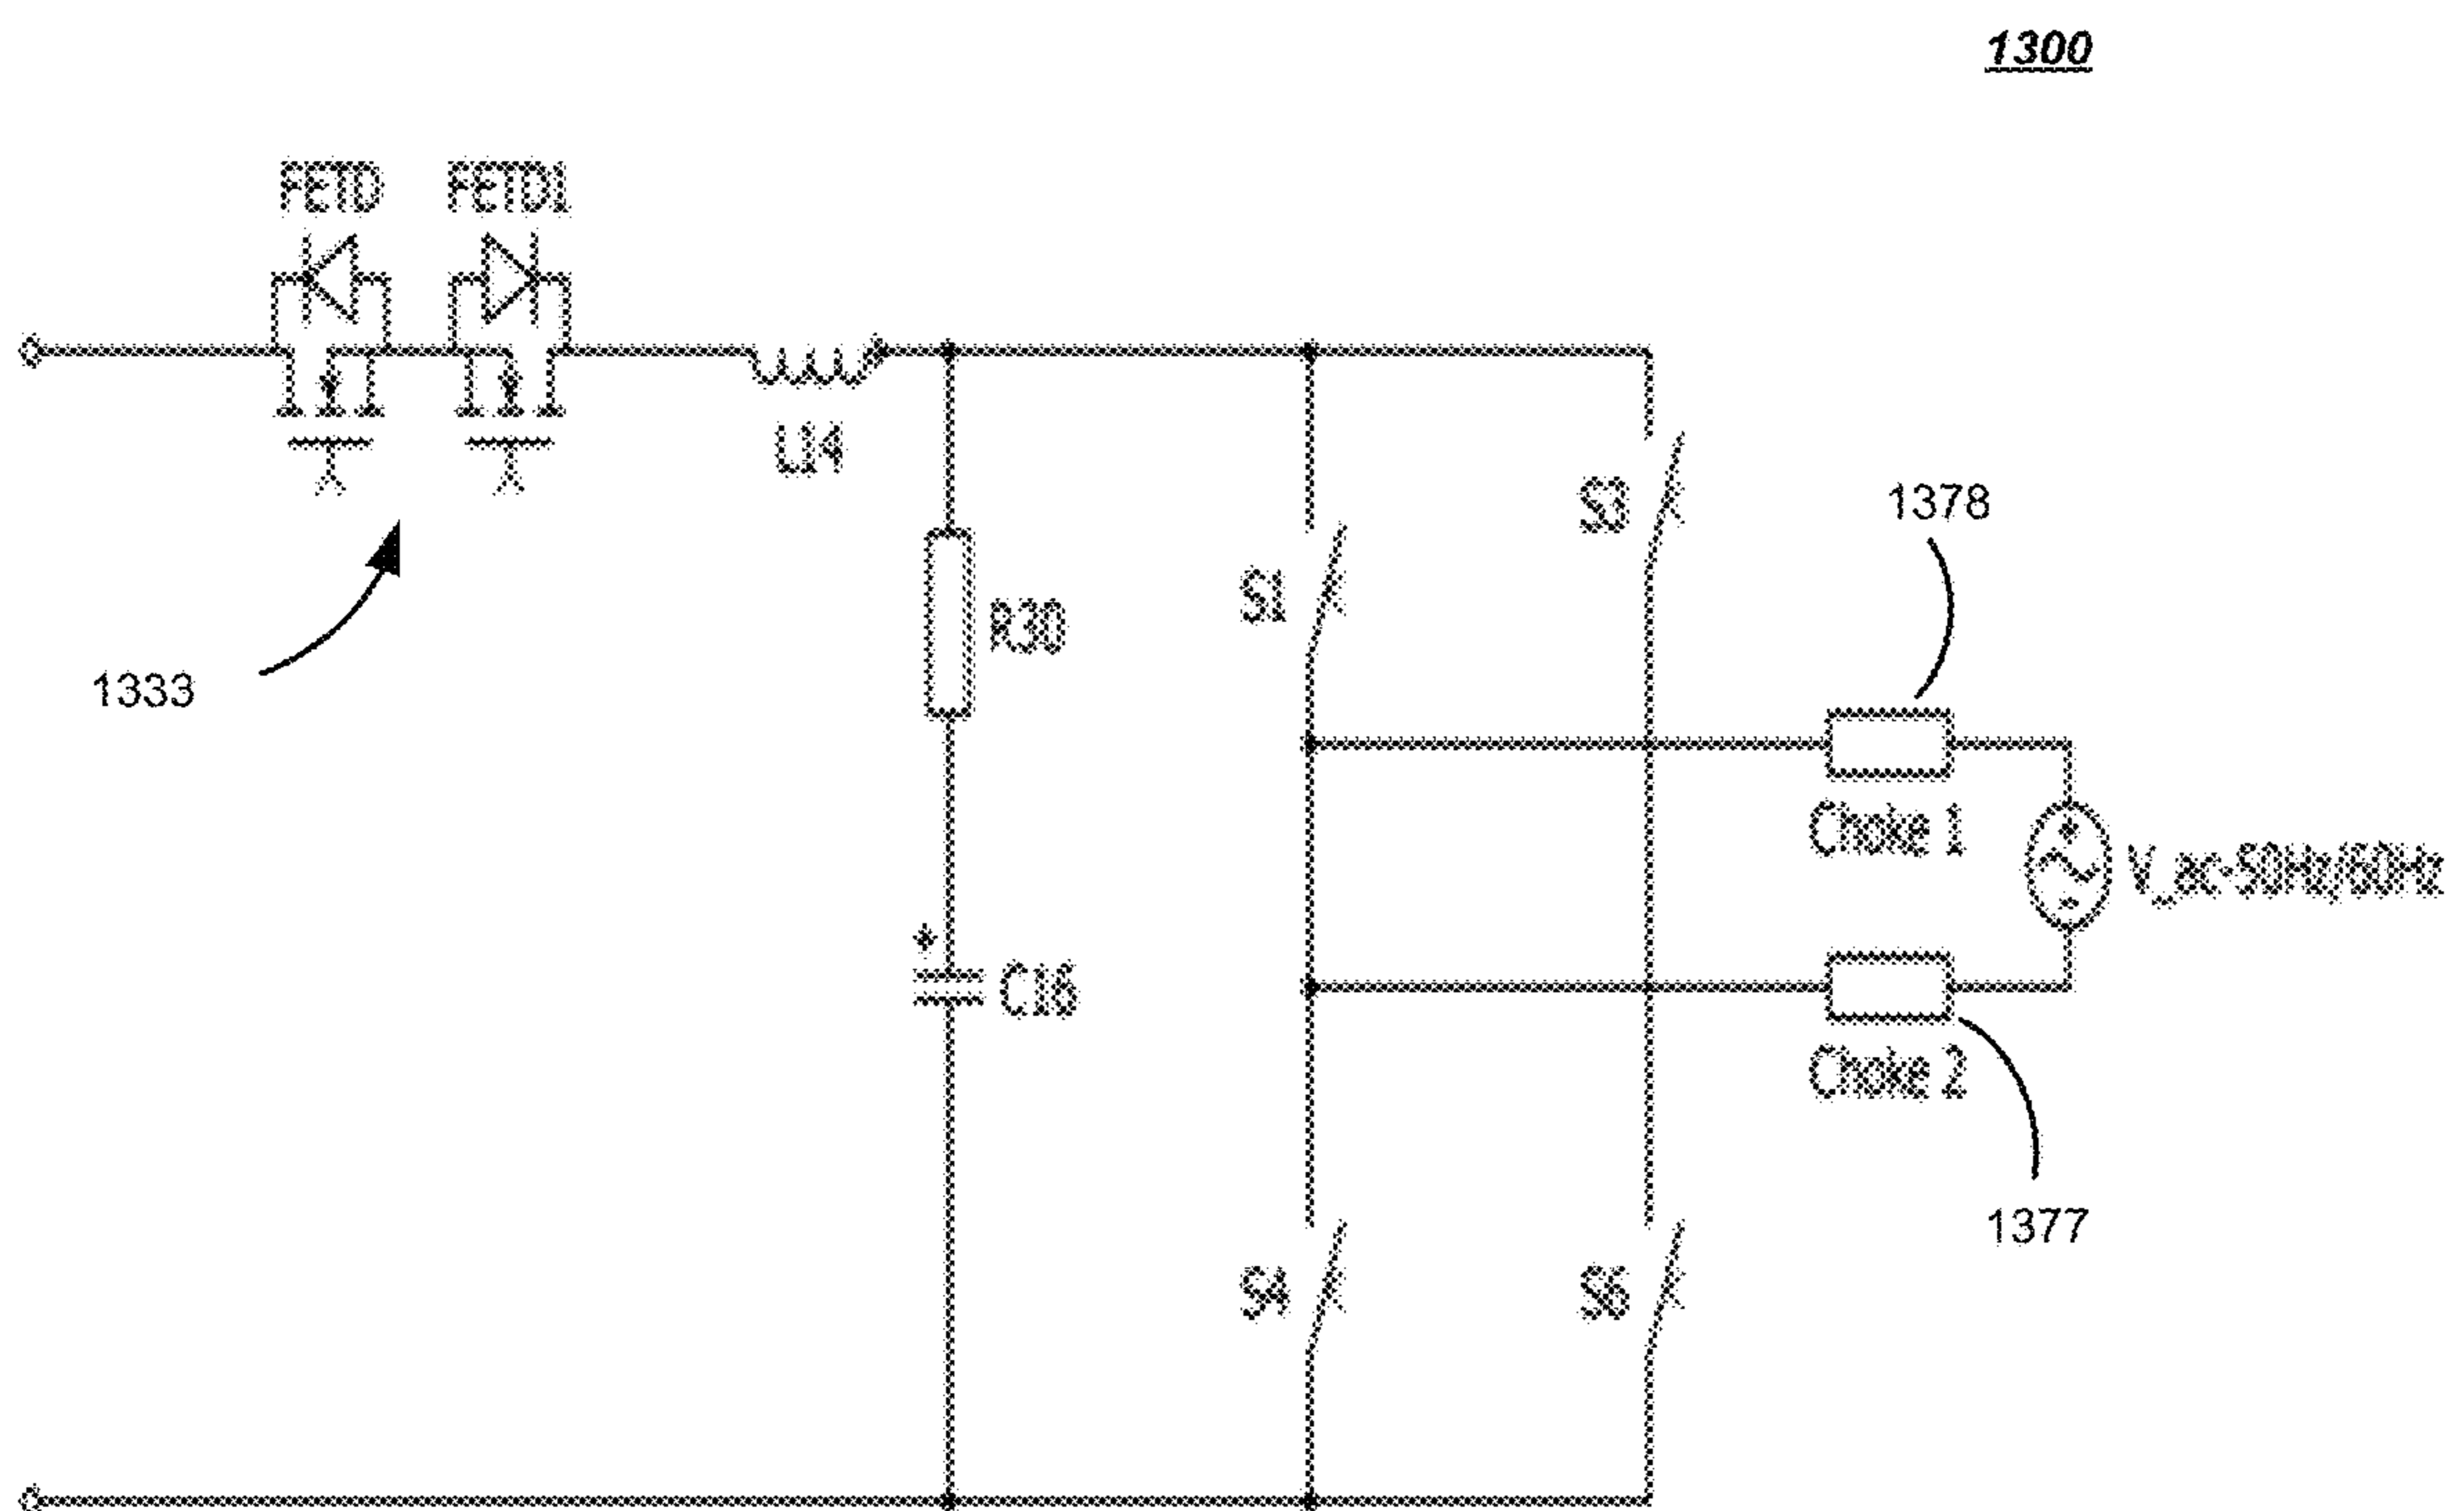 1300
FETD FETD1
L14
S3
1378
S1
R30
1333
Choke 1
V_ac-50Hz/60Hz
C16
Choke 2
1377
S4 S6